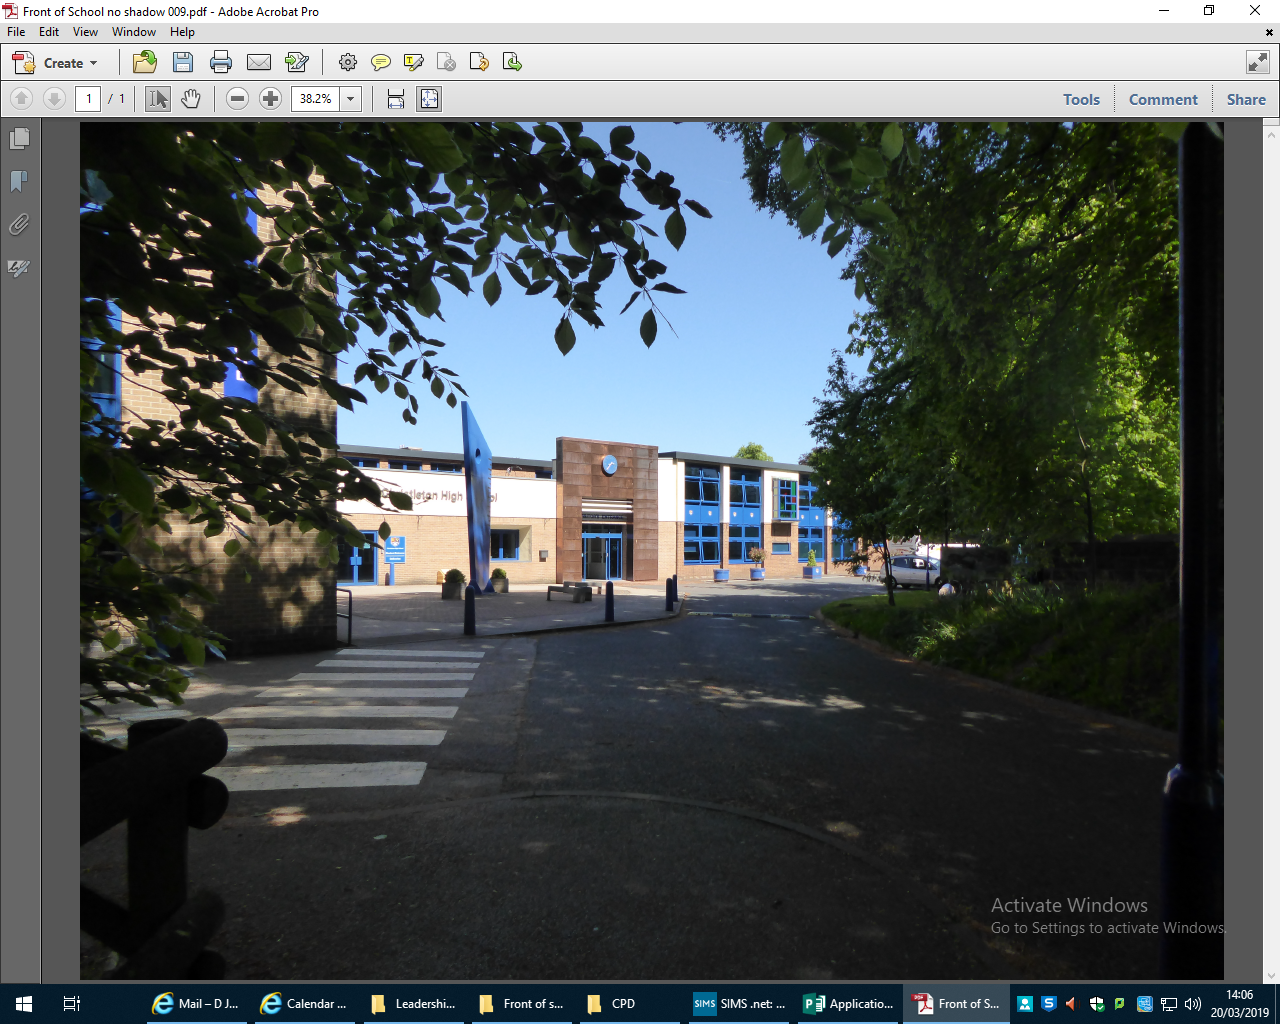 Front of School no shadow 009.pdf - Adobe Acrobat Pro
File Edit View Window Help
Create
1 / 1 38.2% Tools Comment Share
High
Activate Windows
Go to Settings to activate Windows.
Mail – D J... Calendar ... Leadershi... Front of s... CPD SIMS SIMS .net: ... Applicatio... Front of S... 14:06
20/03/2019